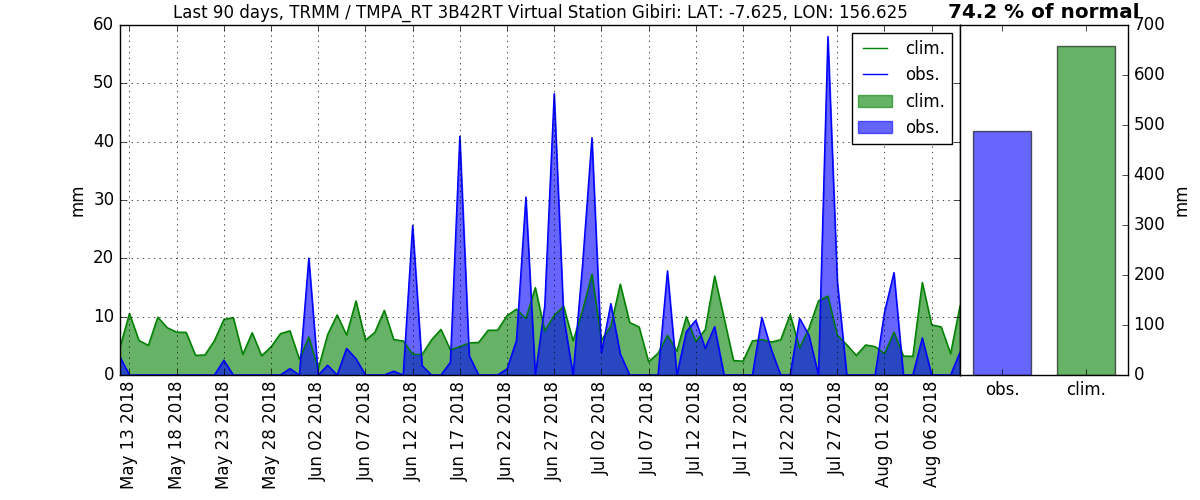 Last 90 days, TRMM / TMPA_RT 3B42RT Virtual Station Gibiri: LAT: -7.625, LON: 156.625
74.2 % of normal
60
50
40
30
20
10
0
mm
clim.
obs.
clim.
obs.
700
600
500
400
300
200
100
0
mm
obs.
clim.
May 13 2018
May 18 2018
May 23 2018
May 28 2018
Jun 02 2018
Jun 07 2018
Jun 12 2018
Jun 17 2018
Jun 22 2018
Jun 27 2018
Jul 02 2018
Jul 07 2018
Jul 12 2018
Jul 17 2018
Jul 22 2018
Jul 27 2018
Aug 01 2018
Aug 06 2018